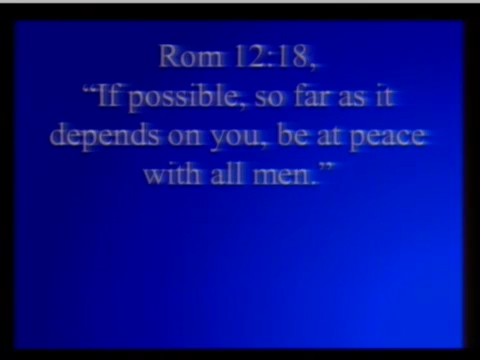 Rom 12:18,
“If possible, so far as it
depends on you, be at peace
with all men.”